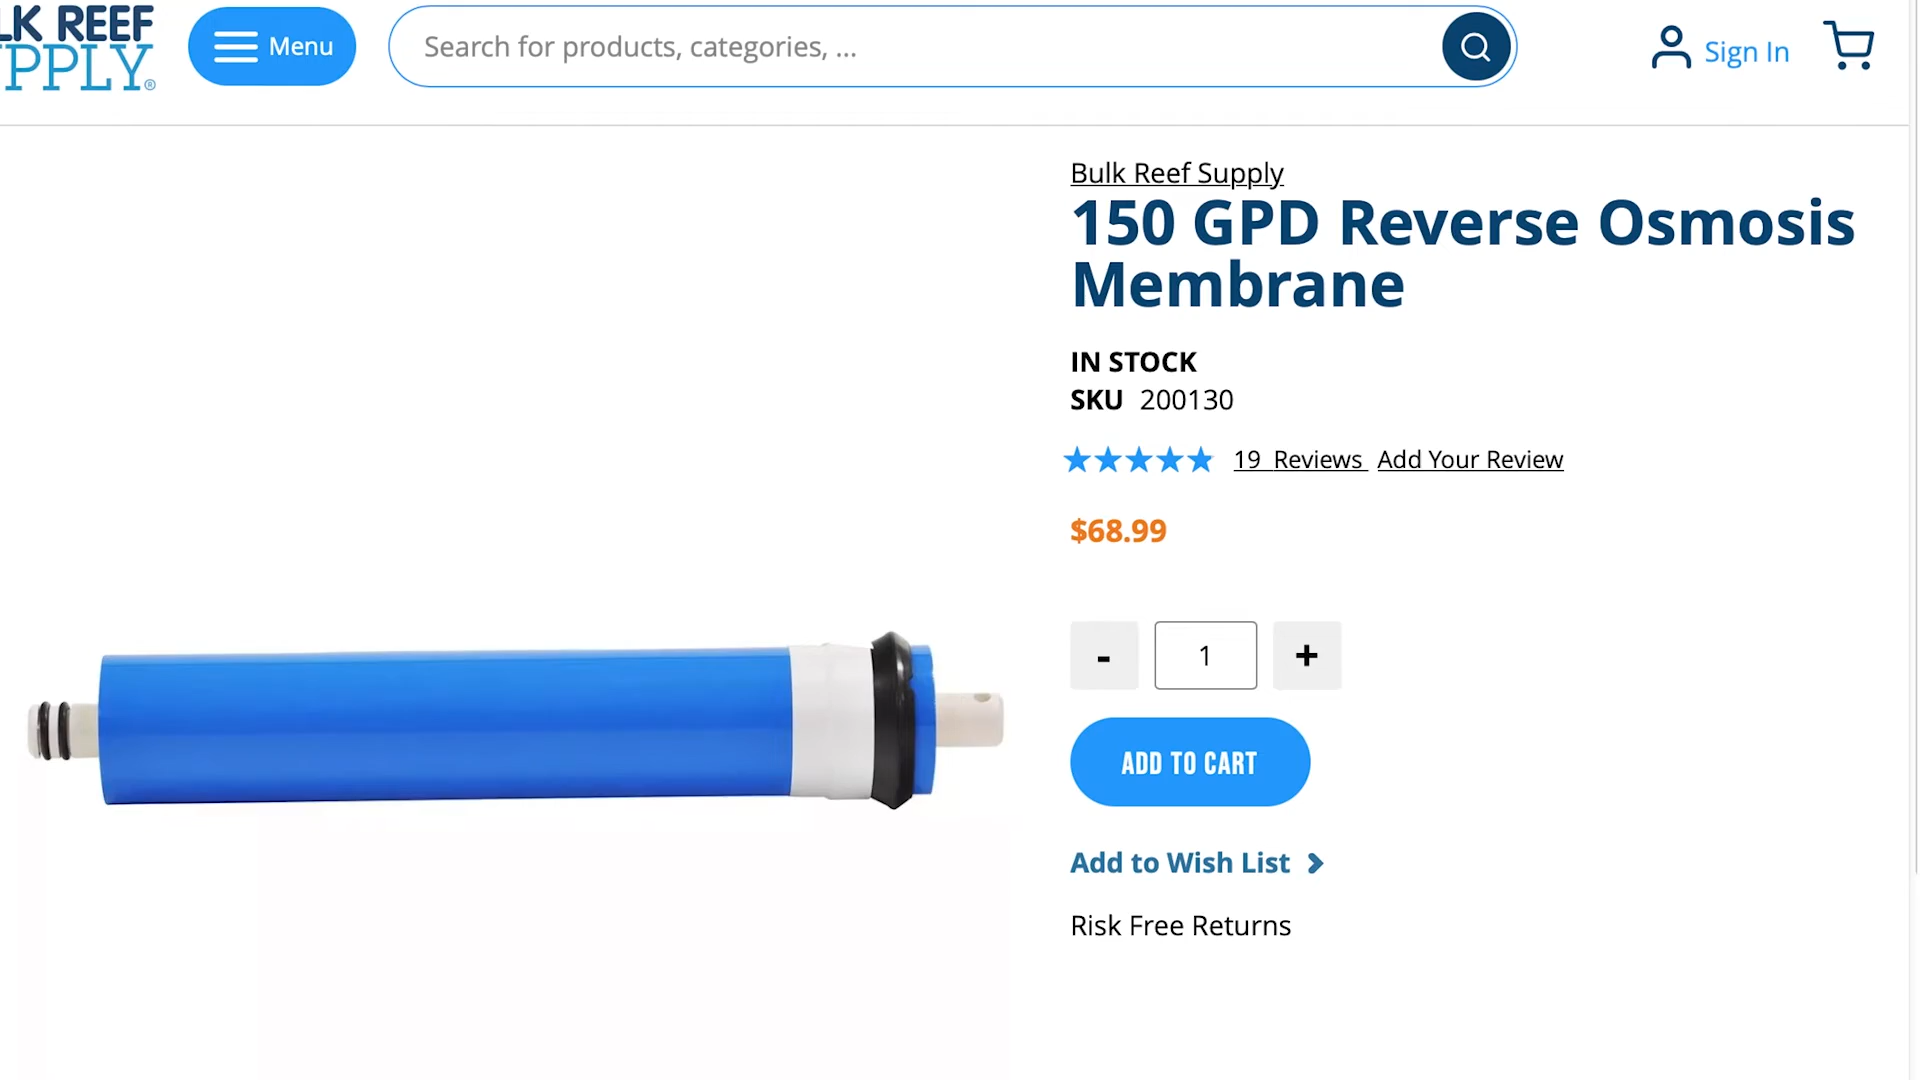 LK REEF
PPLY®
Menu
Search for products, categories, ...
Sign In
Bulk Reef Supply
150 GPD Reverse Osmosis
Membrane
IN STOCK
SKU 200130
19 Reviews Add Your Review
$68.99
- 1 +
ADD TO CART
Add to Wish List
Risk Free Returns